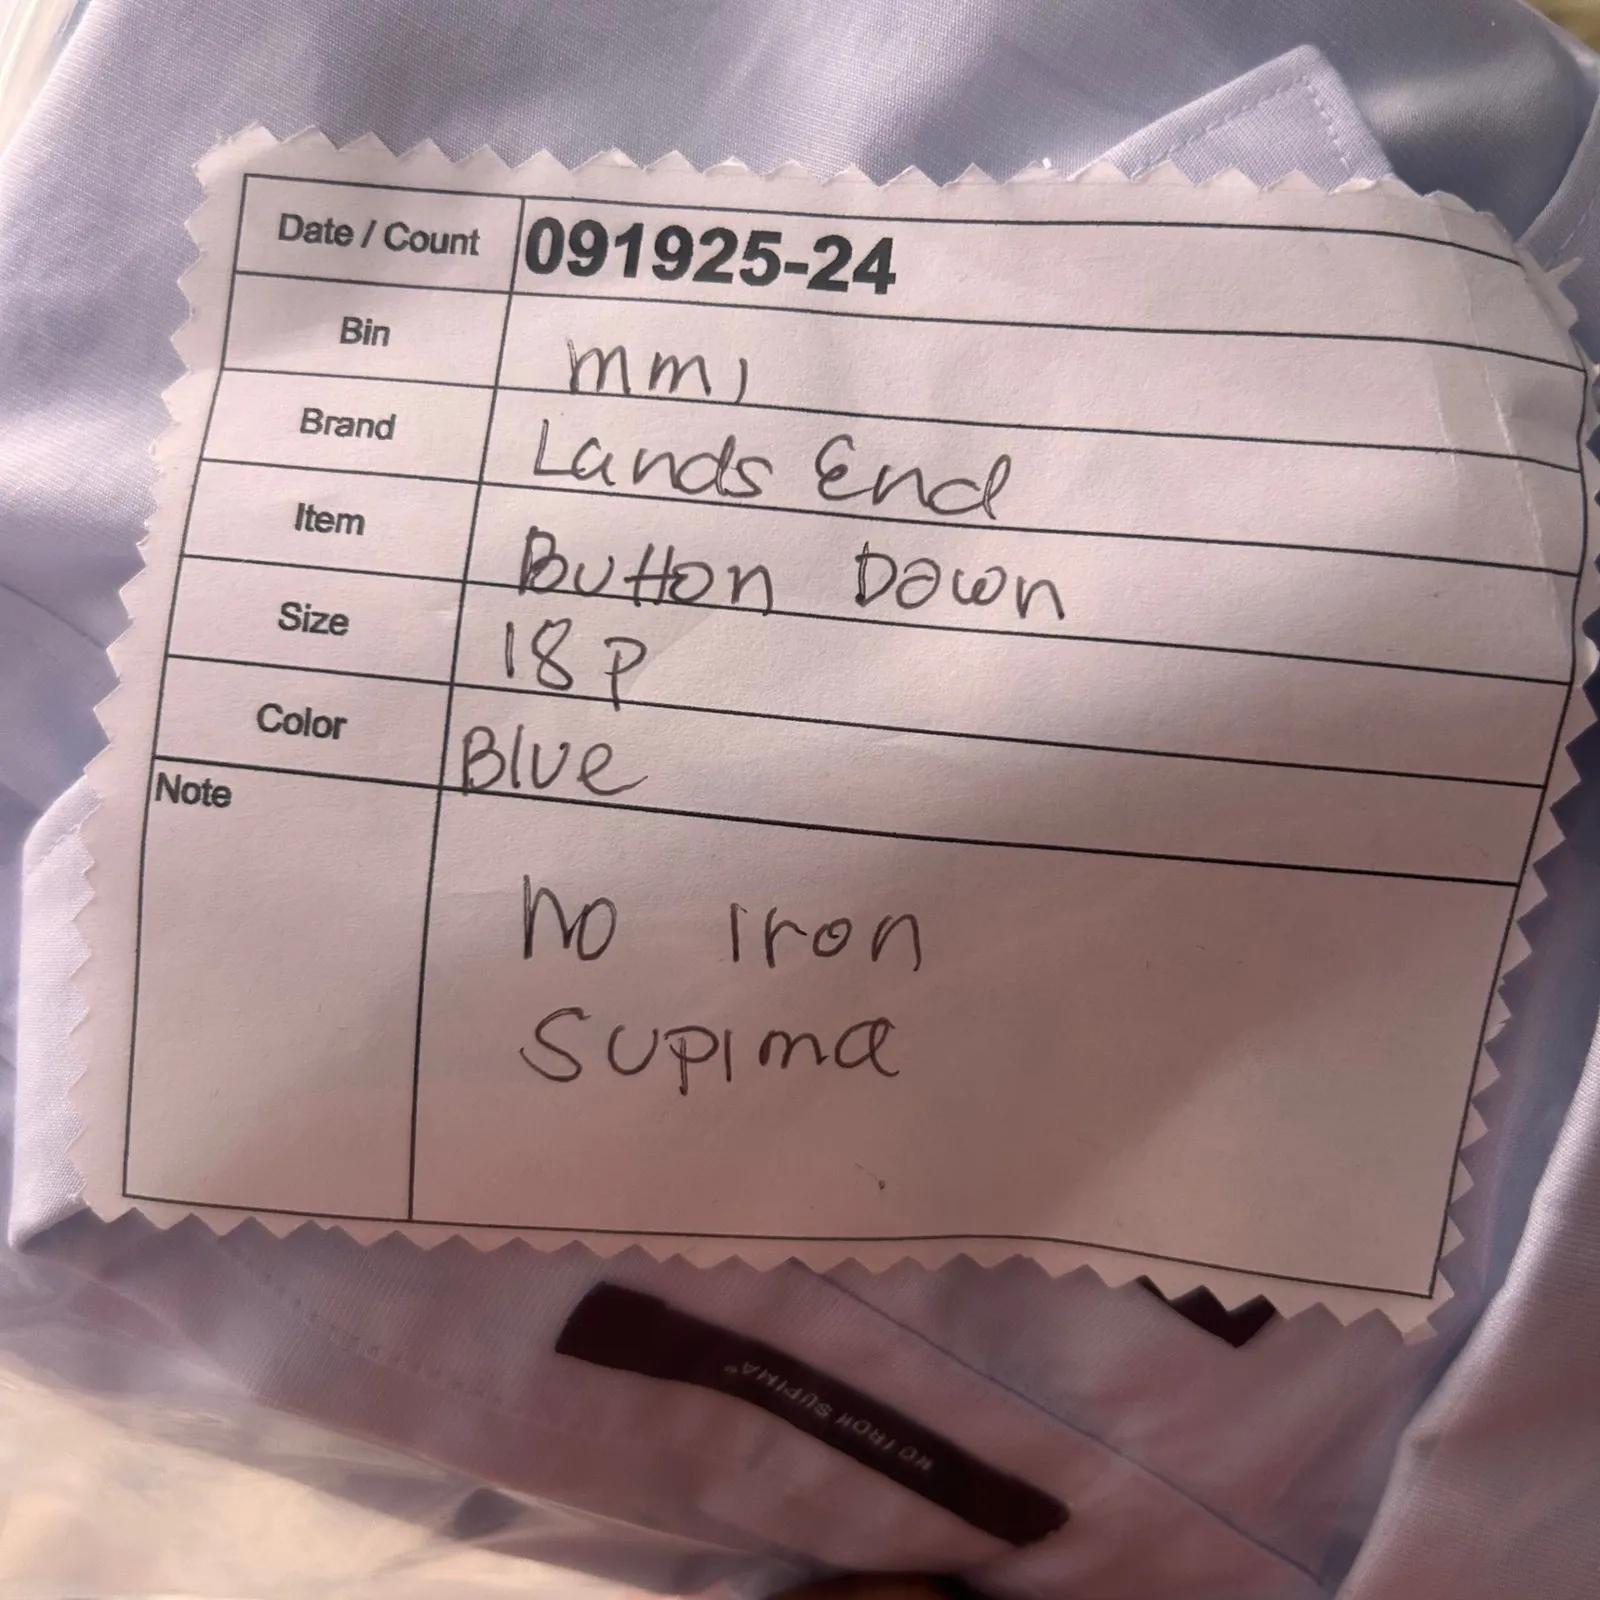 Date / Count 091925-24
Bin mm1
Brand Lands End
Item Button Down
Size 18P
Color Blue
Note
no Iron
Supima
NO IRON SUPIMA®